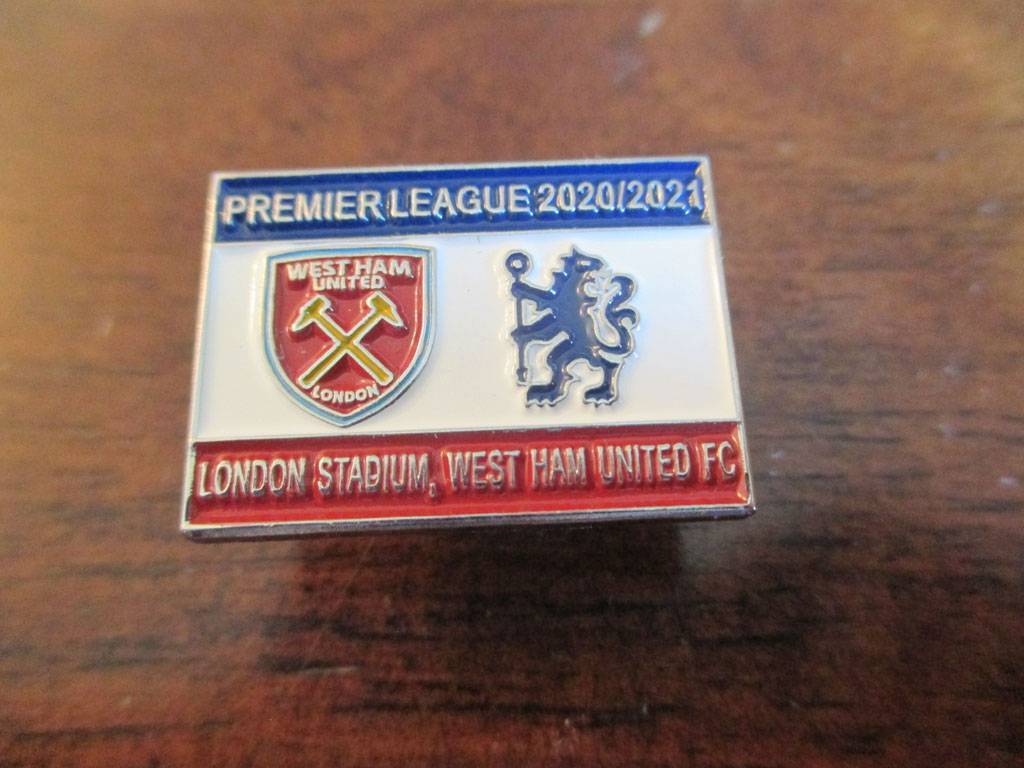 PREMIER LEAGUE 2020/2021
WEST HAM
UNITED
LONDON
LONDON STADIUM, WEST HAM UNITED FC